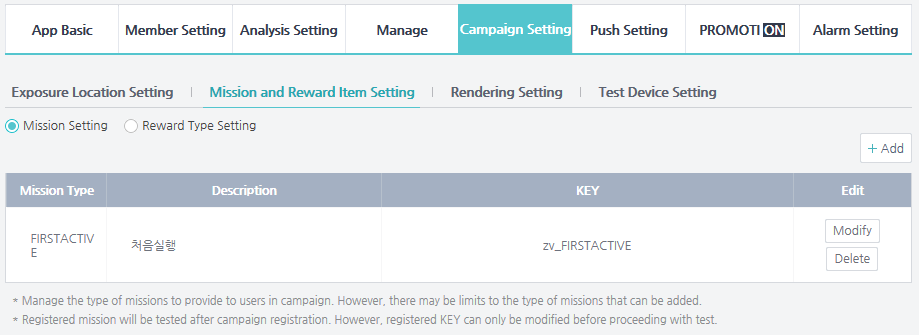 App Basic Member Setting Analysis Setting Manage Campaign Setting Push Setting PROMOTION Alarm Setting
Exposure Location Setting Mission and Reward Item Setting Rendering Setting Test Device Setting
Mission Setting Reward Type Setting
+ Add
Mission Type Description KEY Edit
FIRSTACTIV
E
처음실행
zv_FIRSTACTIVE
Modify
Delete
* Manage the type of missions to provide to users in campaign. However, there may be limits to the type of missions that can be added.
* Registered mission will be tested after campaign registration. However, registered KEY can only be modified before proceeding with test.